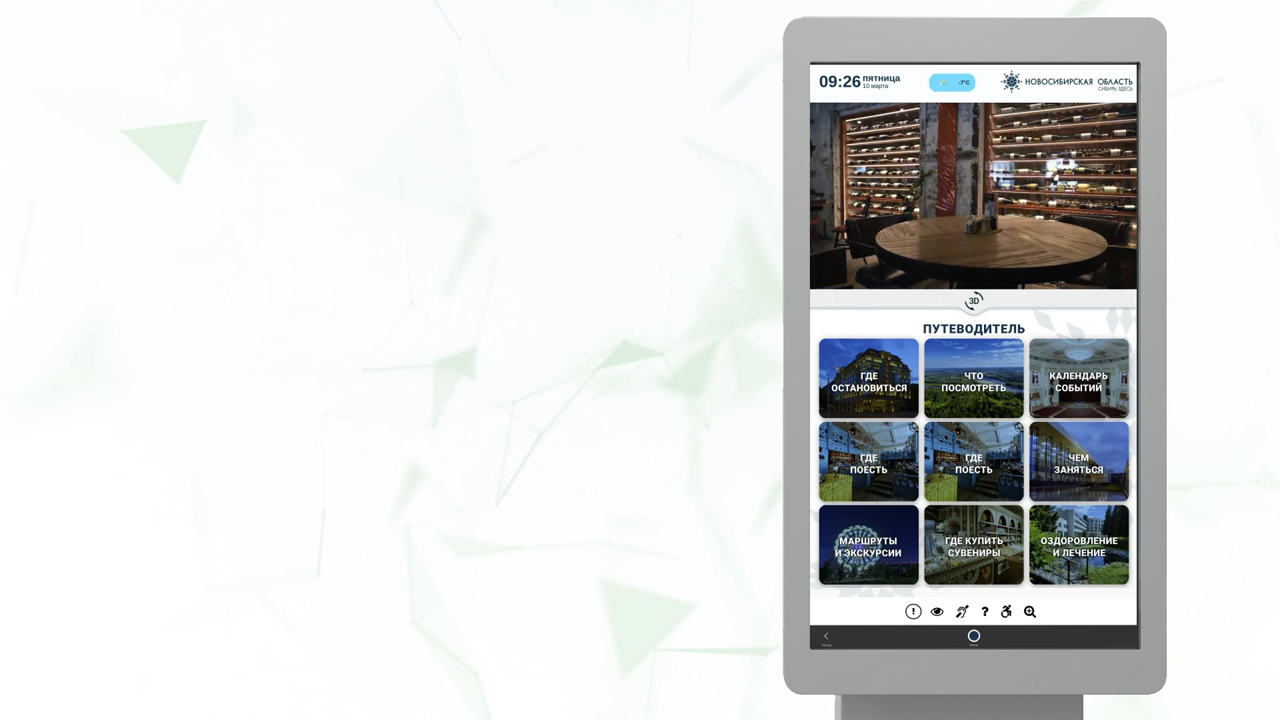 09:26 пятница
10 марта
-7°C
НОВОСИБИРСКАЯ ОБЛАСТЬ
СИБИРЬ ЗДЕСЬ
3D
ПУТЕВОДИТЕЛЬ
ГДЕ
ОСТАНОВИТЬСЯ
ЧТО
ПОСМОТРЕТЬ
КАЛЕНДАРЬ
СОБЫТИЙ
ГДЕ
ПОЕСТЬ
ГДЕ
ПОЕСТЬ
ЧЕМ
ЗАНЯТЬСЯ
МАРШРУТЫ
И ЭКСКУРСИИ
ГДЕ КУПИТЬ
СУВЕНИРЫ
ОЗДОРОВЛЕНИЕ
И ЛЕЧЕНИЕ